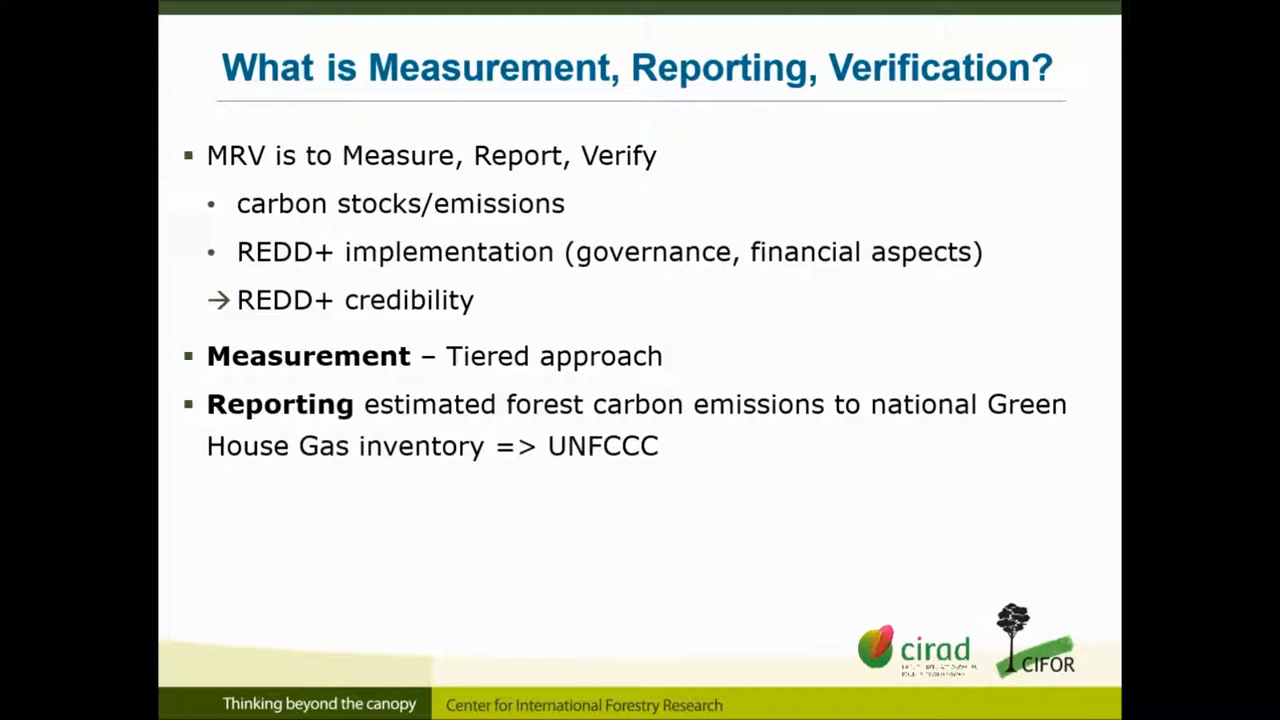 What is Measurement, Reporting, Verification?
▪ MRV is to Measure, Report, Verify
• carbon stocks/emissions
• REDD+ implementation (governance, financial aspects)
→ REDD+ credibility
▪ Measurement – Tiered approach
▪ Reporting estimated forest carbon emissions to national Green
House Gas inventory => UNFCCC
cirad
CIFOR
Thinking beyond the canopy
Center for International Forestry Research